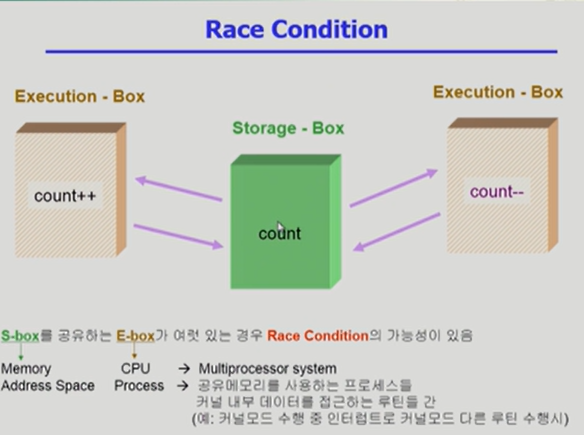 Race Condition
Execution - Box
Execution - Box
Storage - Box
count++
count
count--
S-box를 공유하는 E-box가 여럿 있는 경우 Race Condition의 가능성이 있음
Memory CPU → Multiprocessor system
Address Space Process → 공유메모리를 사용하는 프로세스들
커널 내부 데이터를 접근하는 루틴들 간
(예: 커널모드 수행 중 인터럽트로 커널모드 다른 루틴 수행시)